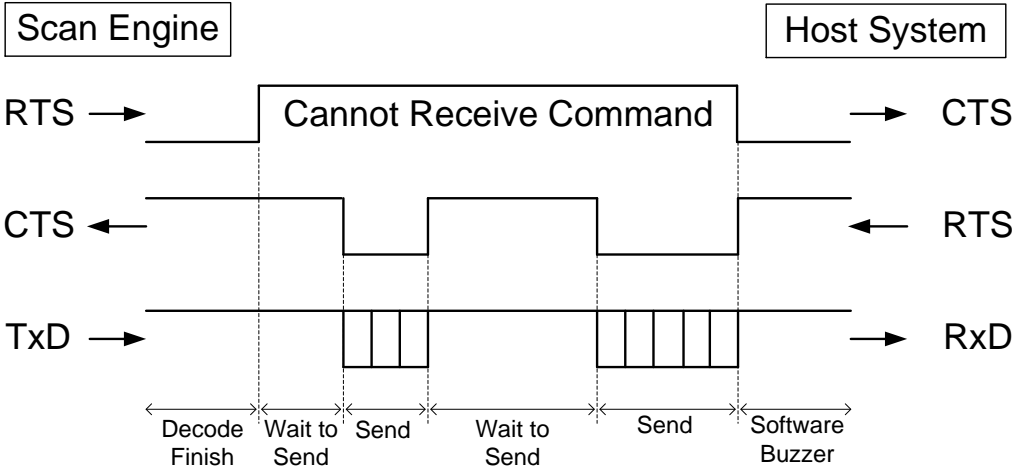 Scan Engine
Host System
RTS
Cannot Receive Command
CTS
CTS
RTS
TxD
RxD
Decode
Finish
Wait to
Send
Send
Wait to
Send
Send
Software
Buzzer